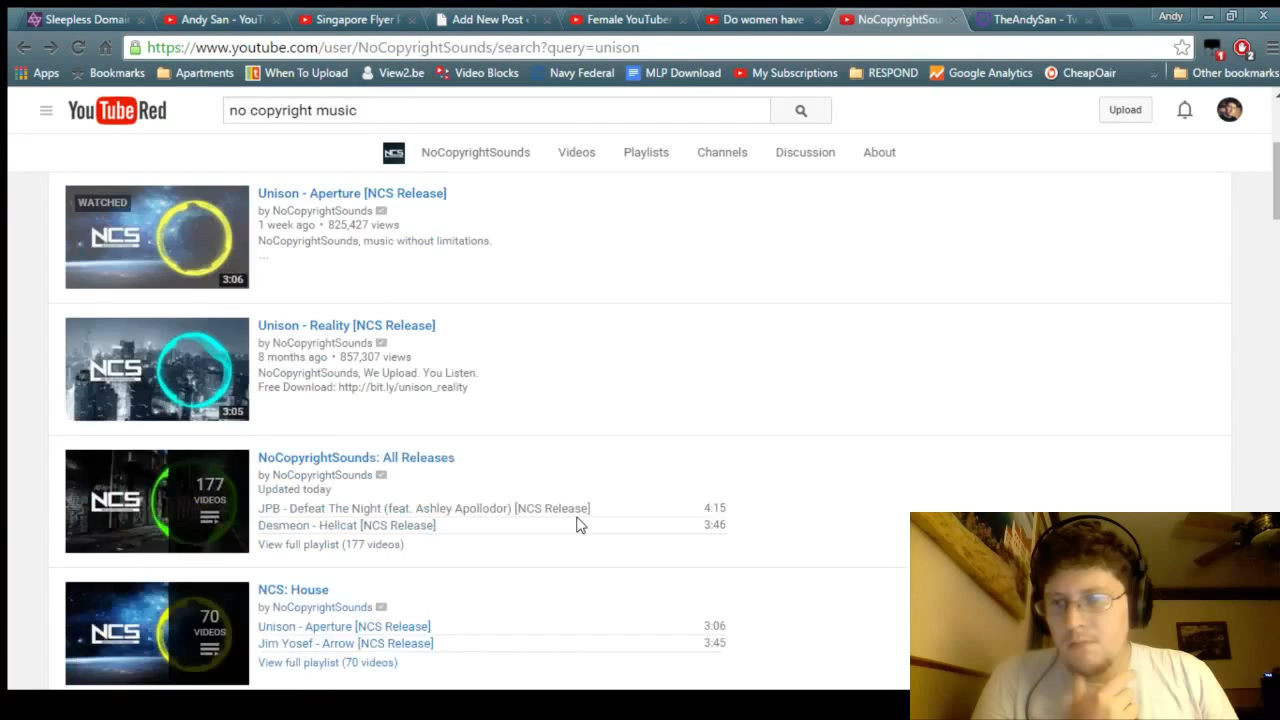 Sleepless Domai
Andy San - YouT
Singapore Flyer
Add New Post ‹
Female YouTuber
Do women have
NoCopyrightSou
TheAndySan - Tw
Andy
https://www.youtube.com/user/NoCopyrightSounds/search?query=unison
1
2
Apps
Bookmarks
Apartments
When To Upload
View2.be
Video Blocks
Navy Federal
MLP Download
My Subscriptions
RESPOND
Google Analytics
CheapOair
Other bookmarks
YouTube Red
no copyright music
Upload
NCS
NoCopyrightSounds
Videos
Playlists
Channels
Discussion
About
WATCHED
NCS
3:06
Unison - Aperture [NCS Release]
by NoCopyrightSounds
1 week ago • 825,427 views
NoCopyrightSounds, music without limitations.
...
NCS
3:05
Unison - Reality [NCS Release]
by NoCopyrightSounds
8 months ago • 857,307 views
NoCopyrightSounds, We Upload. You Listen.
Free Download: http://bit.ly/unison_reality
NCS
177
VIDEOS
NoCopyrightSounds: All Releases
by NoCopyrightSounds
Updated today
JPB - Defeat The Night (feat. Ashley Apollodor) [NCS Release] 4:15
Desmeon - Hellcat [NCS Release] 3:46
View full playlist (177 videos)
NCS
70
VIDEOS
NCS: House
by NoCopyrightSounds
Unison - Aperture [NCS Release] 3:06
Jim Yosef - Arrow [NCS Release] 3:45
View full playlist (70 videos)